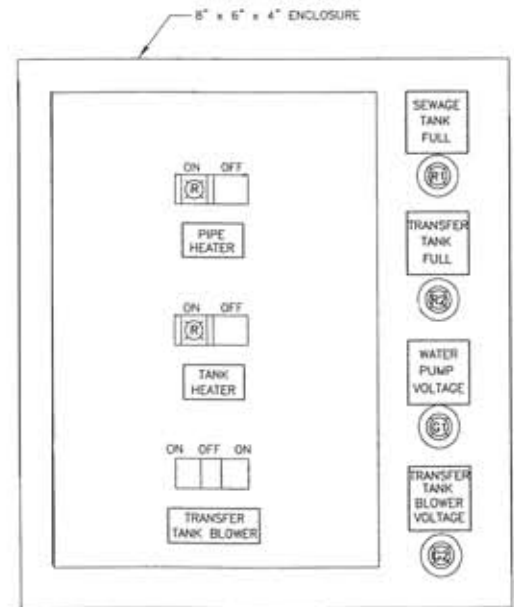 8" x 6" x 4" ENCLOSURE
SEWAGE
TANK
FULL
R1
ON OFF
R
PIPE
HEATER
TRANSFER
TANK
FULL
R2
ON OFF
R
TANK
HEATER
WATER
PUMP
VOLTAGE
G1
ON OFF ON
TRANSFER
TANK BLOWER
TRANSFER
TANK
BLOWER
VOLTAGE
G2